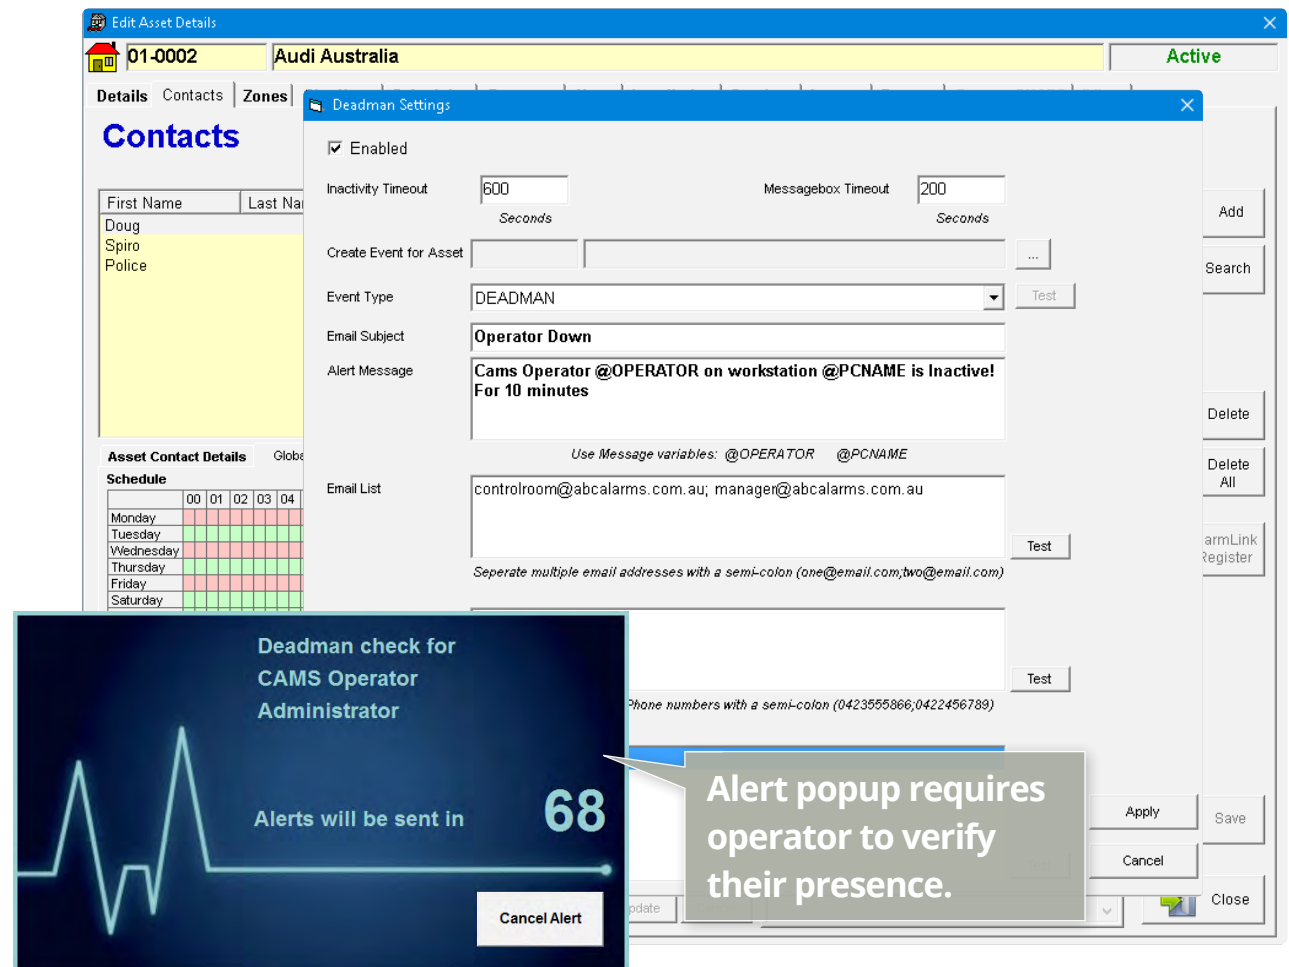 Edit Asset Details
01-0002 Audi Australia Active
Details Contacts Zones
Deadman Settings
Contacts
Enabled
Inactivity Timeout 600 Messagebox Timeout 200
Seconds Seconds
First Name Last Nar
Doug
Spiro
Police
Add
Search
Create Event for Asset ...
Event Type DEADMAN Test
Email Subject Operator Down
Alert Message Cams Operator @OPERATOR on workstation @PCNAME is Inactive!
For 10 minutes
Use Message variables: @OPERATOR @PCNAME
Delete
Delete
All
Asset Contact Details Globa
Schedule
00 01 02 03 04
Monday
Tuesday
Wednesday
Thursday
Friday
Saturday
Email List controlroom@abcalarms.com.au; manager@abcalarms.com.au
Test
Seperate multiple email addresses with a semi-colon (one@email.com;two@email.com)
armLink
Register
Test
Phone numbers with a semi-colon (0423555866;0422456789)
Deadman check for
CAMS Operator
Administrator
Alerts will be sent in 68
Cancel Alert
Alert popup requires
operator to verify
their presence.
Apply
Save
Cancel
Close
pdate